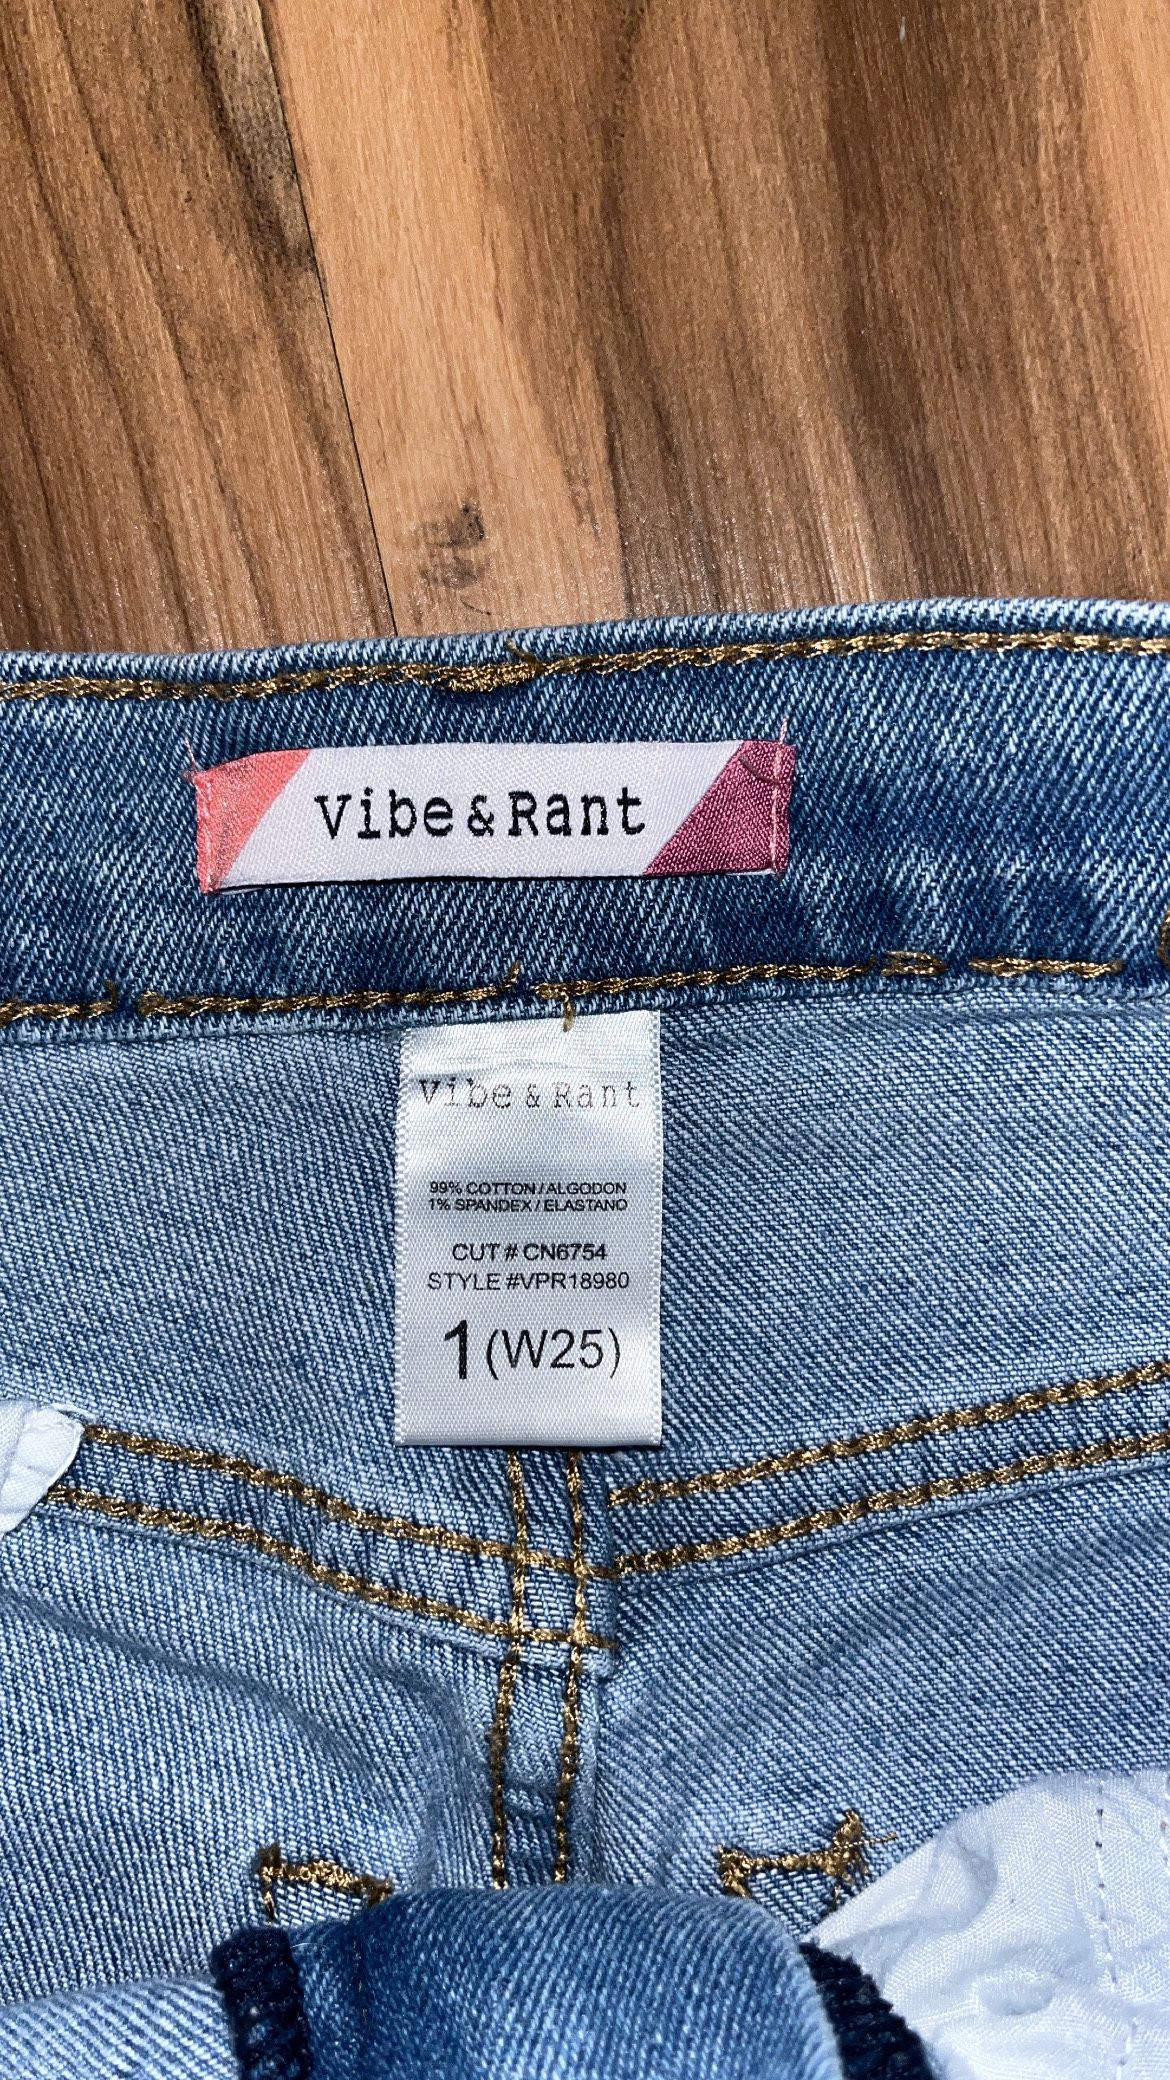 Vibe & Rant
Vibe & Rant
99% COTTON / ALGODON
1% SPANDEX / ELASTANO
CUT # CN6754
STYLE #VPR18980
1 (W25)